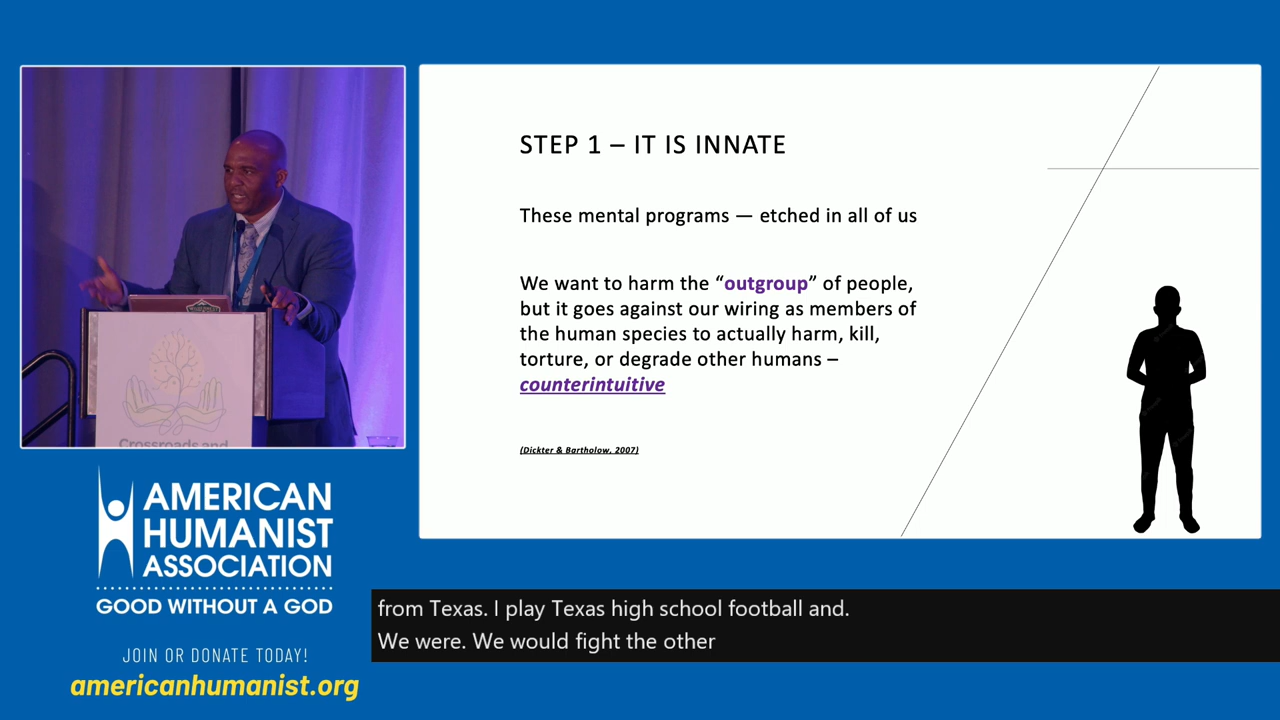 STEP 1 – IT IS INNATE
These mental programs — etched in all of us
We want to harm the “outgroup” of people,
but it goes against our wiring as members of
the human species to actually harm, kill,
torture, or degrade other humans –
counterintuitive
(Dickter & Bartholow, 2007)
Crossroads and
AMERICAN
HUMANIST
ASSOCIATION
GOOD WITHOUT A GOD
JOIN OR DONATE TODAY!
americanhumanist.org
from Texas. I play Texas high school football and.
We were. We would fight the other